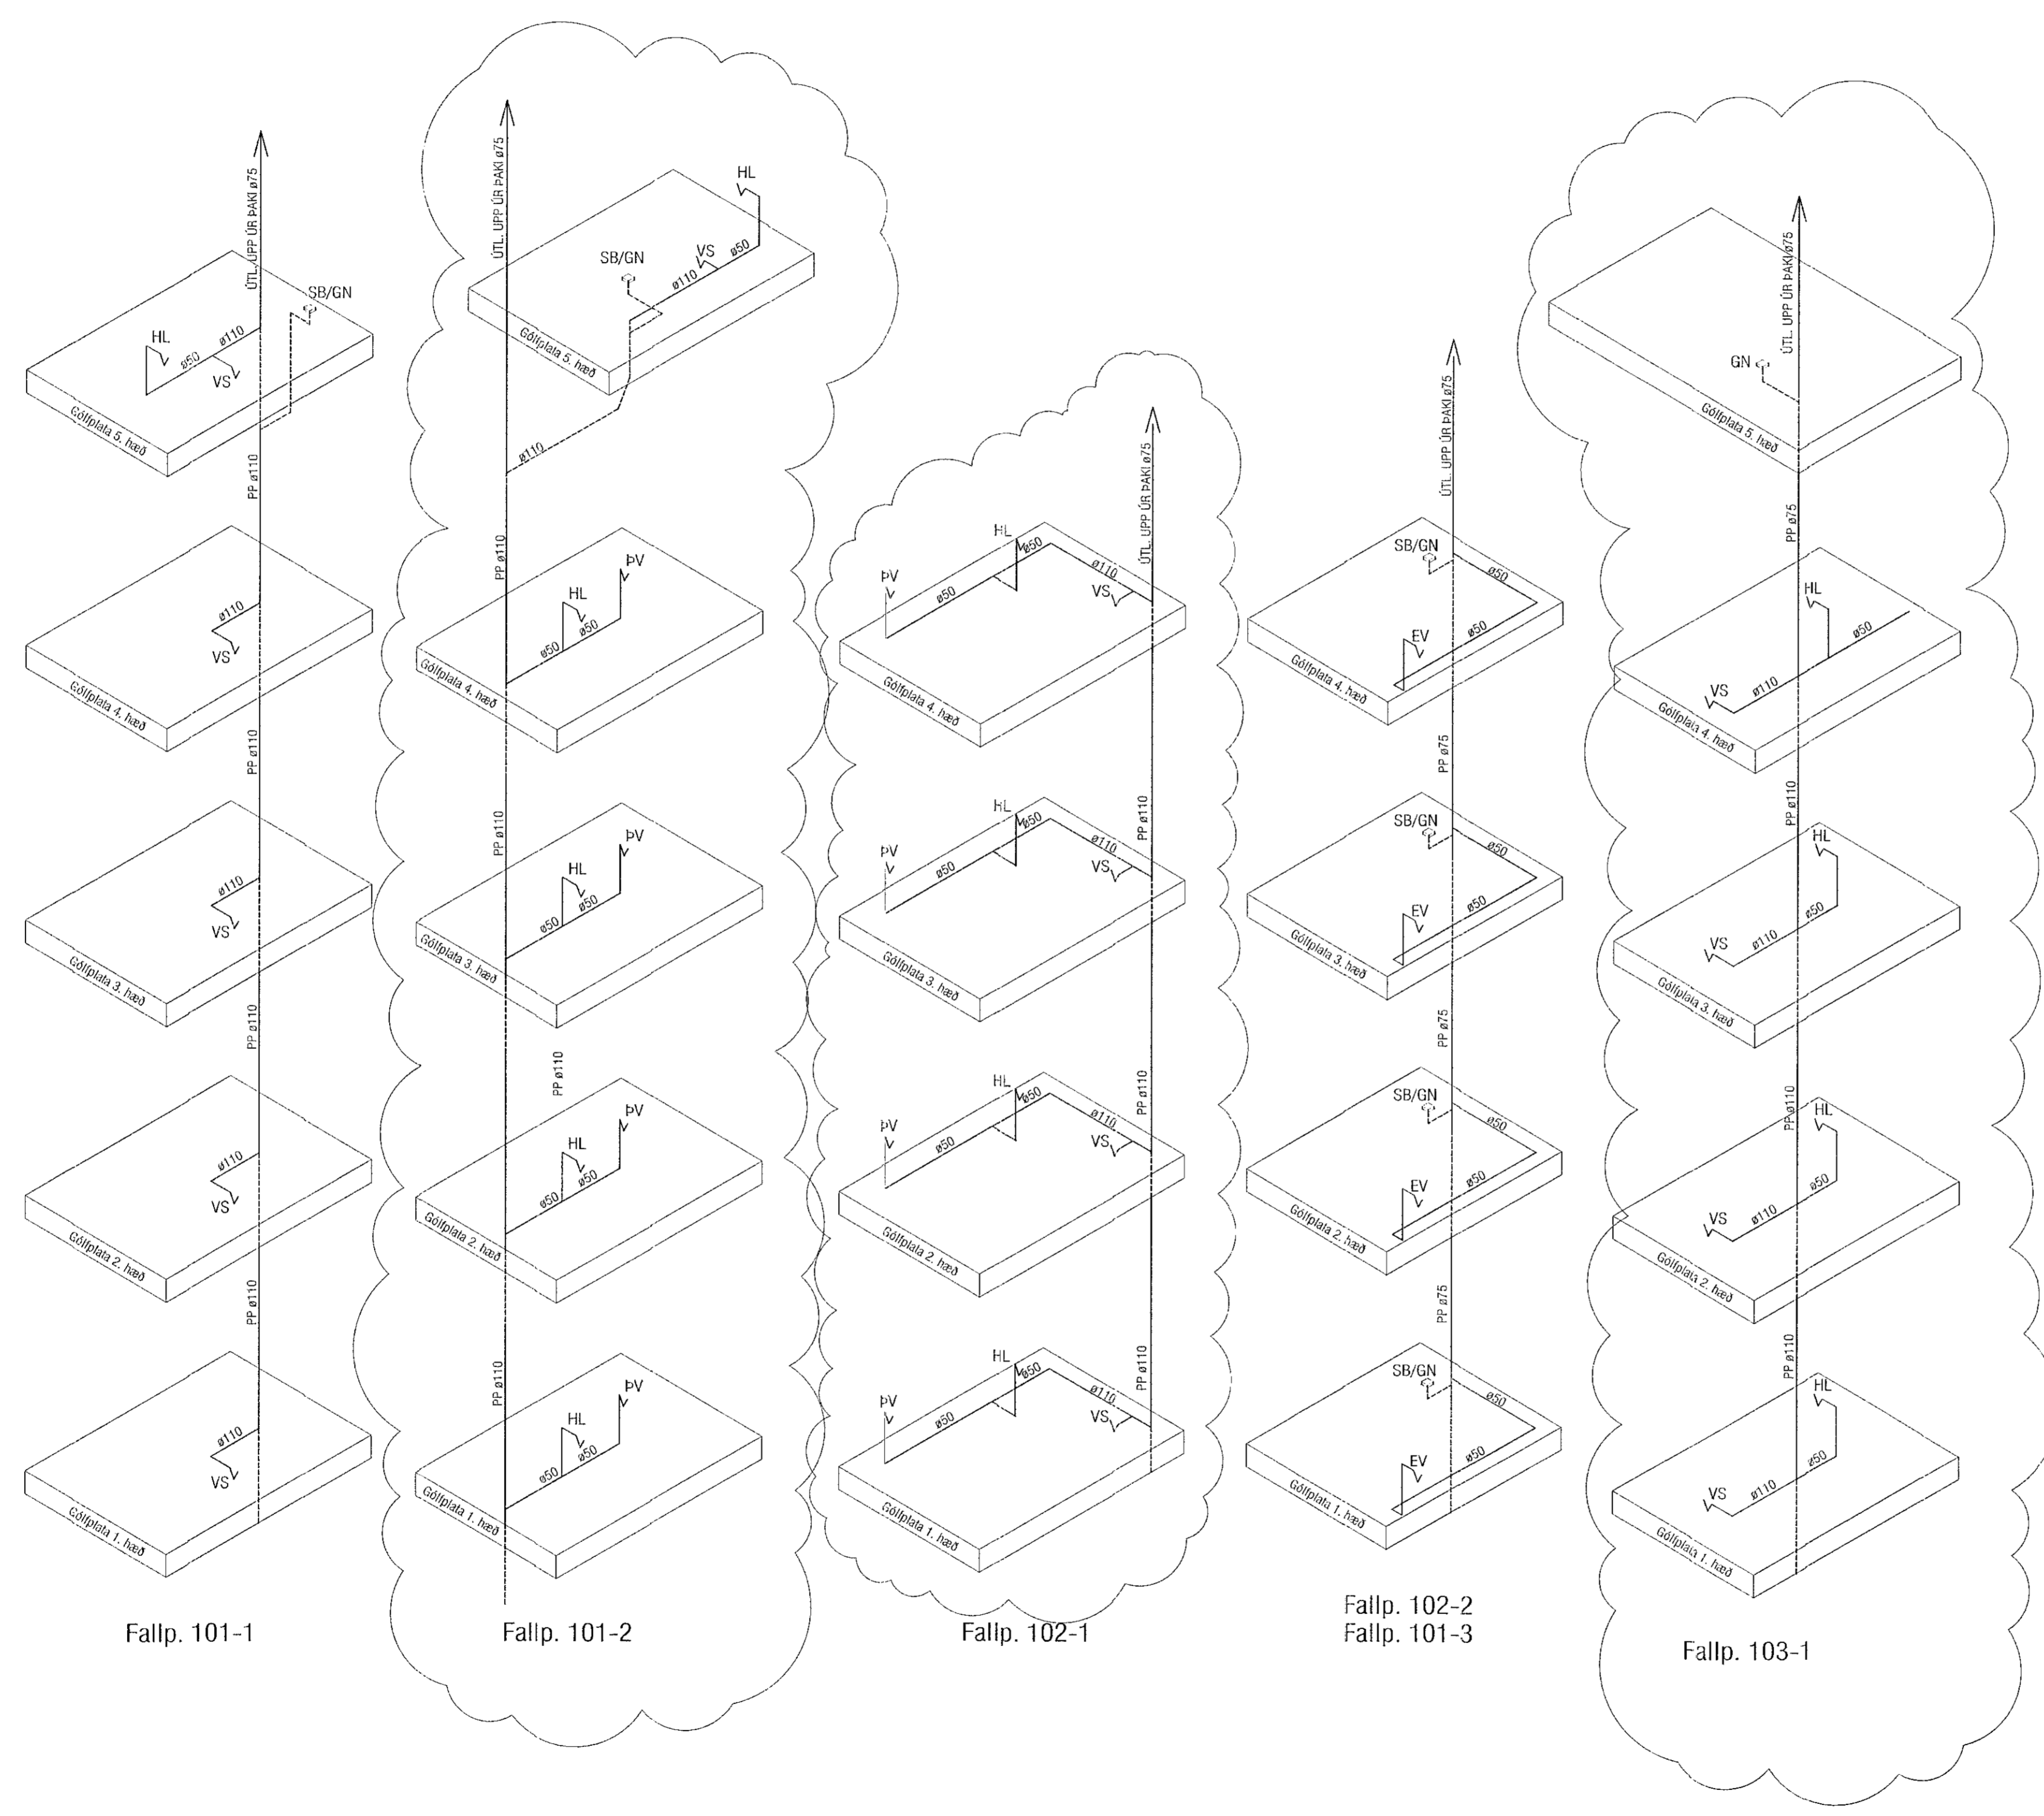 ÚTL. UPP ÚR ÞAKI ø75
SB/GN
HL
ø50
ø110
VS
Gólfplata 5. hæð
PP ø110
ø110
VS
Gólfplata 4. hæð
PP ø110
ø110
VS
Gólfplata 3. hæð
PP ø110
ø110
VS
Gólfplata 2. hæð
PP ø110
ø110
VS
Gólfplata 1. hæð
Fallp. 101-1
ÚTL. UPP ÚR ÞAKI ø75
HL
VS
ø50
SB/GN
ø110
Gólfplata 5. hæð
ø110
PP ø110
ÞV
HL
ø50
ø50
Gólfplata 4. hæð
PP ø110
ÞV
HL
ø50
ø50
Gólfplata 3. hæð
PP ø110
ÞV
HL
ø50
ø50
Gólfplata 2. hæð
PP ø110
ÞV
HL
ø50
ø50
Gólfplata 1. hæð
Fallp. 101-2
ÚTL. UPP ÚR ÞAKI ø75
HL
ø50
ø110
ÞV
ø50
VS
Gólfplata 4. hæð
PP ø110
HL
ø50
ø110
ÞV
ø50
VS
Gólfplata 3. hæð
PP ø110
HL
ø50
ø110
ÞV
ø50
VS
Gólfplata 2. hæð
PP ø110
HL
ø50
ø110
ÞV
ø50
VS
Gólfplata 1. hæð
Fallp. 102-1
ÚTL. UPP ÚR ÞAKI ø75
SB/GN
ø50
EV
ø50
Gólfplata 4. hæð
PP ø75
SB/GN
ø50
EV
ø50
Gólfplata 3. hæð
PP ø75
SB/GN
ø50
EV
ø50
Gólfplata 2. hæð
PP ø75
SB/GN
ø50
EV
ø50
Gólfplata 1. hæð
Fallp. 102-2
Fallp. 101-3
ÚTL. UPP ÚR ÞAKI ø75
GN
Gólfplata 5. hæð
PP ø75
HL
ø50
VS
ø110
Gólfplata 4. hæð
PP ø110
HL
ø50
VS
ø110
Gólfplata 3. hæð
PP ø110
HL
ø50
VS
ø110
Gólfplata 2. hæð
PP ø110
HL
ø50
VS
ø110
Gólfplata 1. hæð
Fallp. 103-1